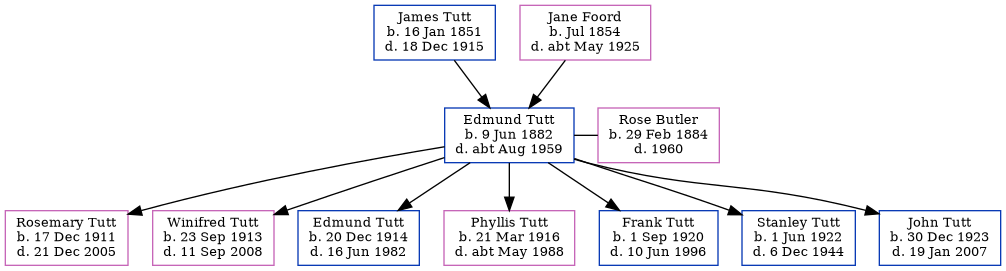 James Tutt
b. 16 Jan 1851
d. 18 Dec 1915
Jane Foord
b. Jul 1854
d. abt May 1925
Edmund Tutt
b. 9 Jun 1882
d. abt Aug 1959
Rose Butler
b. 29 Feb 1884
d. 1960
Rosemary Tutt
b. 17 Dec 1911
d. 21 Dec 2005
Winifred Tutt
b. 23 Sep 1913
d. 11 Sep 2008
Edmund Tutt
b. 20 Dec 1914
d. 16 Jun 1982
Phyllis Tutt
b. 21 Mar 1916
d. abt May 1988
Frank Tutt
b. 1 Sep 1920
d. 10 Jun 1996
Stanley Tutt
b. 1 Jun 1922
d. 6 Dec 1944
John Tutt
b. 30 Dec 1923
d. 19 Jan 2007